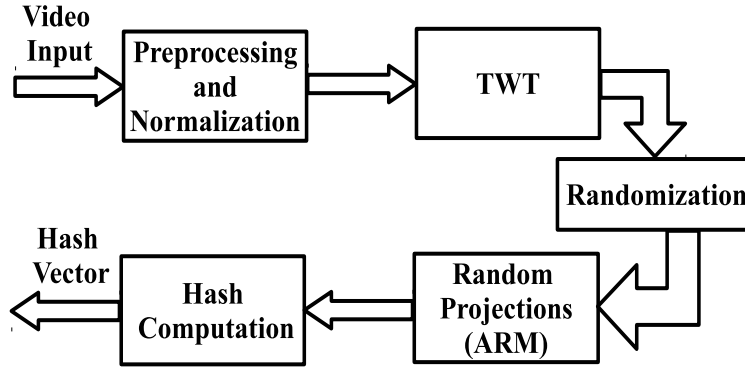 Video
Input
Preprocessing
and
Normalization
TWT
Randomization
Random
Projections
(ARM)
Hash
Computation
Hash
Vector